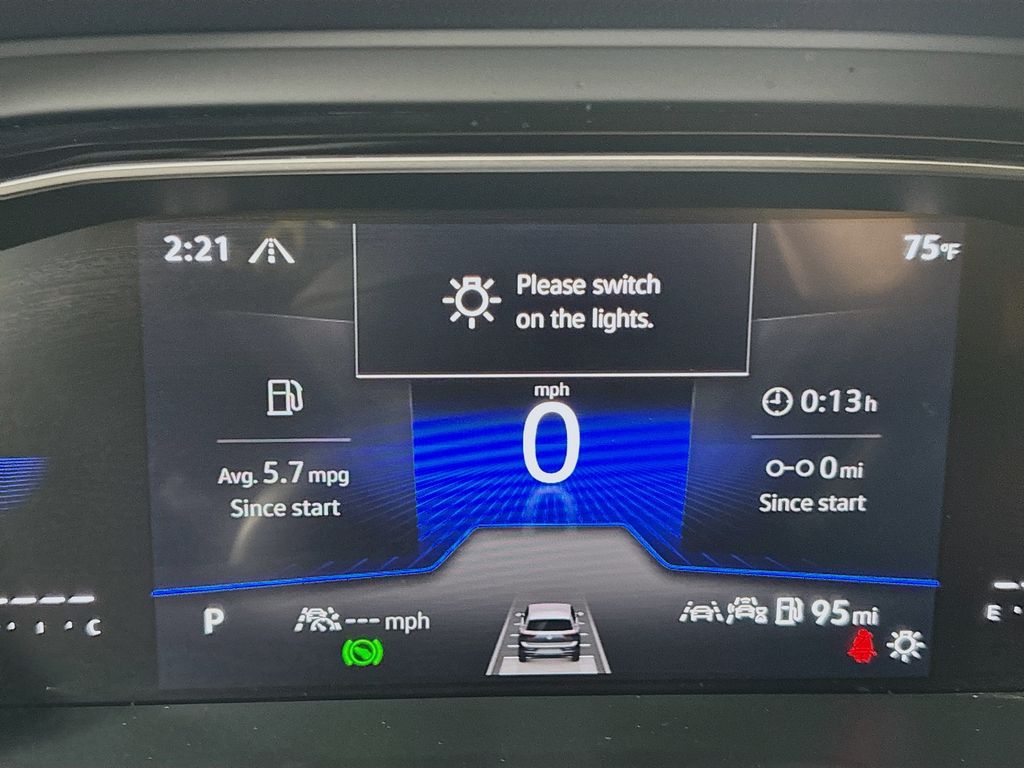 2:21
75°F
Please switch
on the lights.
mph
0
0:13h
Avg. 5.7 mpg
Since start
0mi
Since start
C
P
--- mph
95mi
E